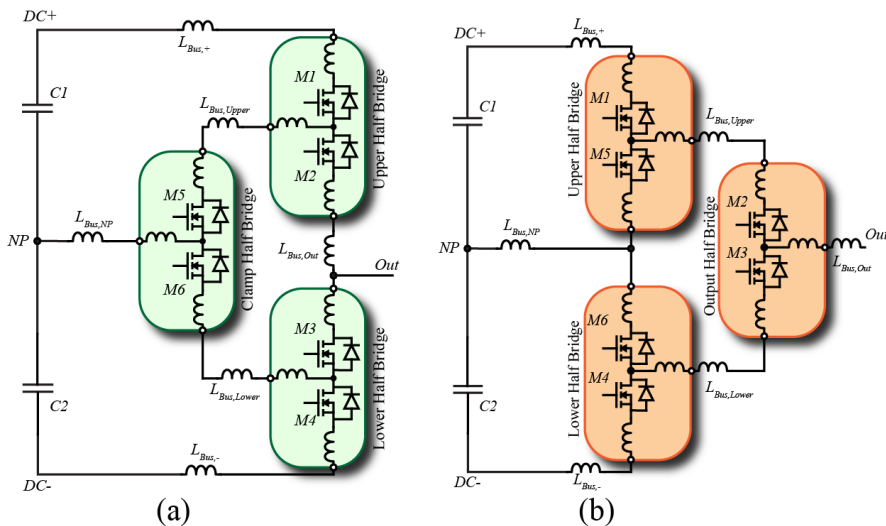 DC+
L_Bus,+
C1
M1
Upper Half Bridge
L_Bus,Upper
M2
M5
L_Bus,NP
NP
Clamp Half Bridge
L_Bus,Out
Out
M6
M3
Lower Half Bridge
C2
L_Bus,Lower
M4
L_Bus,-
DC-
(a)
DC+
L_Bus,+
C1
M1
Upper Half Bridge
L_Bus,Upper
M5
M2
L_Bus,NP
NP
Output Half Bridge
Out
M3
L_Bus,Out
M6
Lower Half Bridge
M4
C2
L_Bus,Lower
L_Bus,-
DC-
(b)